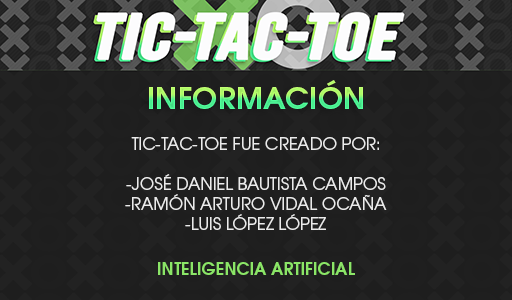 TIC-TAC-TOE
INFORMACIÓN
TIC-TAC-TOE FUE CREADO POR:
-JOSÉ DANIEL BAUTISTA CAMPOS
-RAMÓN ARTURO VIDAL OCAÑA
-LUIS LÓPEZ LÓPEZ
INTELIGENCIA ARTIFICIAL